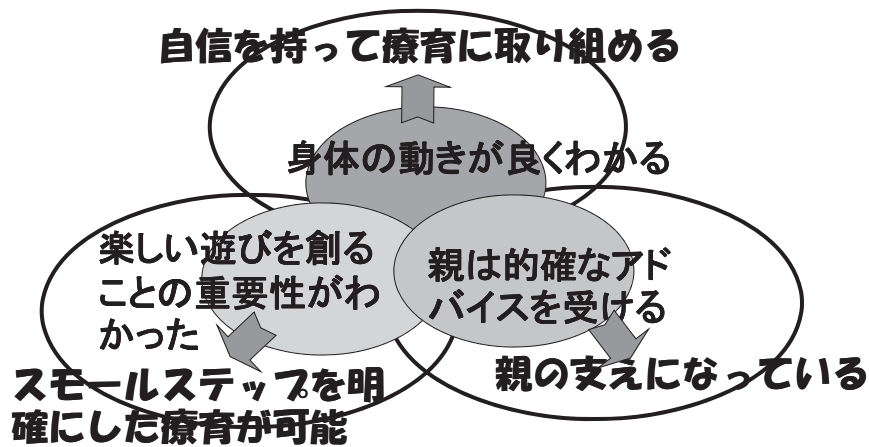 自信を持って療育に取り組める
身体の動きが良くわかる
楽しい遊びを創る
ことの重要性がわ
かった
親は的確なアド
バイスを受ける
スモールステップを明
確にした療育が可能
親の支えになっている